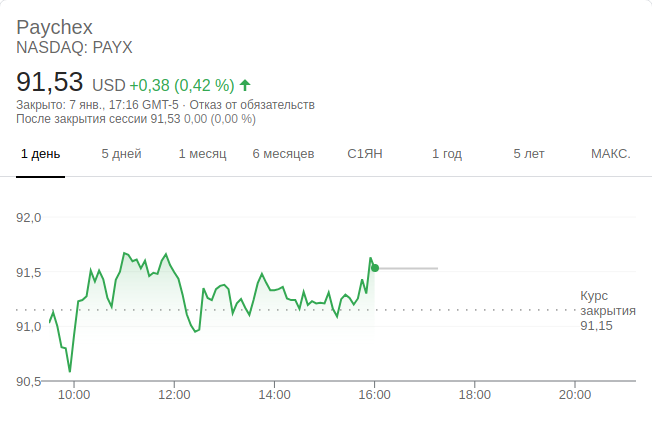 Paychex
NASDAQ: PAYX
91,53 USD +0,38 (0,42 %)
Закрыто: 7 янв., 17:16 GMT-5 · Отказ от обязательств
После закрытия сессии 91,53 0,00 (0,00 %)
1 день 5 дней 1 месяц 6 месяцев С1ЯН 1 год 5 лет МАКС.
92,0
91,5
Курс
закрытия
91,15
91,0
90,5
10:00 12:00 14:00 16:00 18:00 20:00